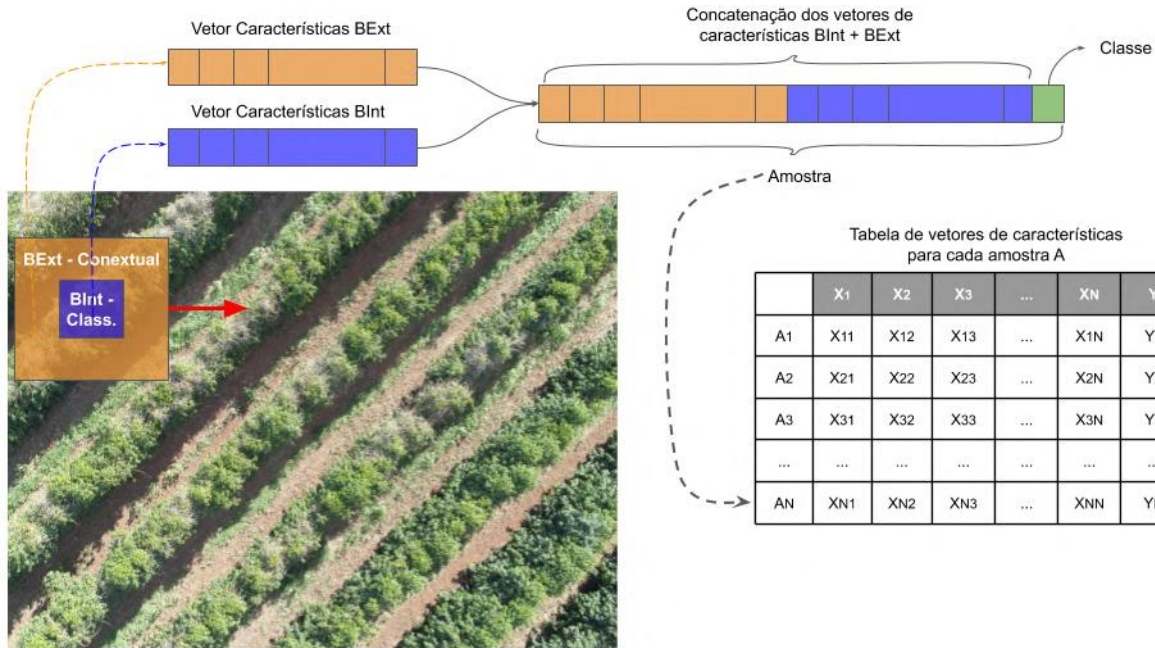 Vetor Características BExt
Concatenação dos vetores de
características BInt + BExt
Classe
Vetor Características BInt
Amostra
BExt - Conextual
BInt -
Class.
Tabela de vetores de características
para cada amostra A
X1 X2 X3 ... XN Y
A1 X11 X12 X13 ... X1N Y
A2 X21 X22 X23 ... X2N Y
A3 X31 X32 X33 ... X3N Y
... ... ... ... ... ...
AN XN1 XN2 XN3 ... XNN Y